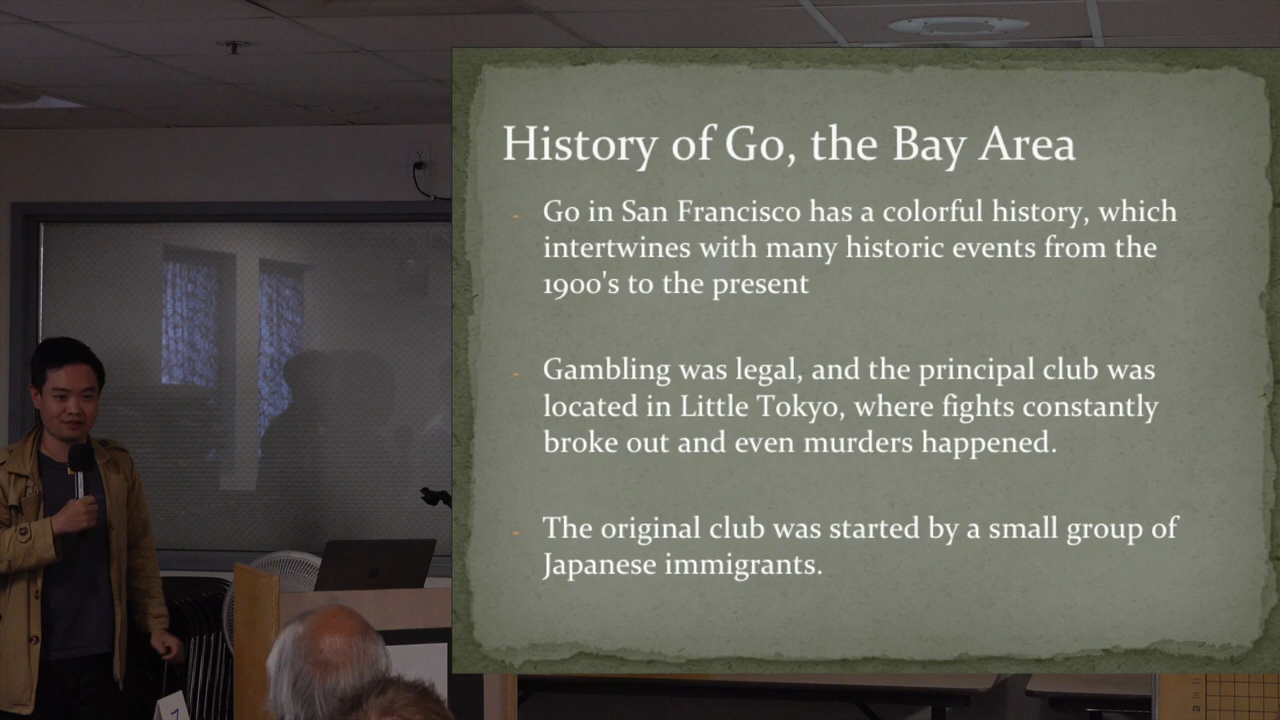 History of Go, the Bay Area
- Go in San Francisco has a colorful history, which
intertwines with many historic events from the
1900's to the present
- Gambling was legal, and the principal club was
located in Little Tokyo, where fights constantly
broke out and even murders happened.
- The original club was started by a small group of
Japanese immigrants.
7